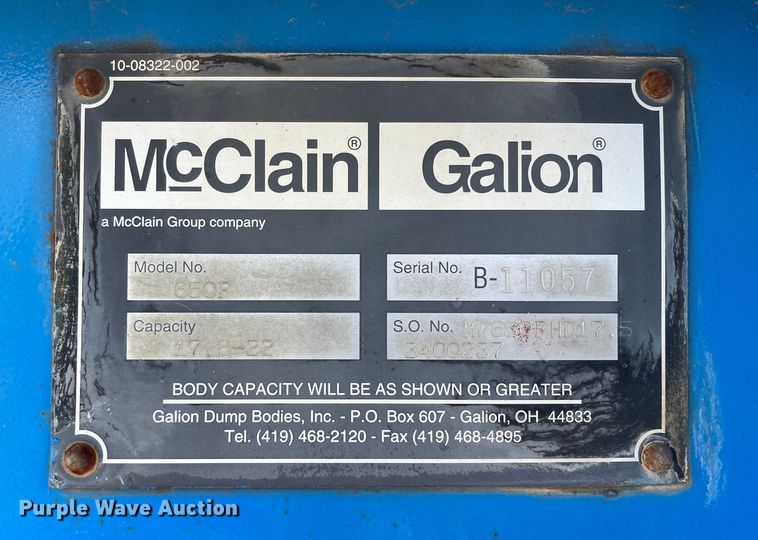 10-08322-002
McClain® Galion®
a McClain Group company
Model No. Serial No. B-11057
Capacity S.O. No.
3400237
BODY CAPACITY WILL BE AS SHOWN OR GREATER
Galion Dump Bodies, Inc. - P.O. Box 607 - Galion, OH 44833
Tel. (419) 468-2120 - Fax (419) 468-4895
Purple Wave Auction